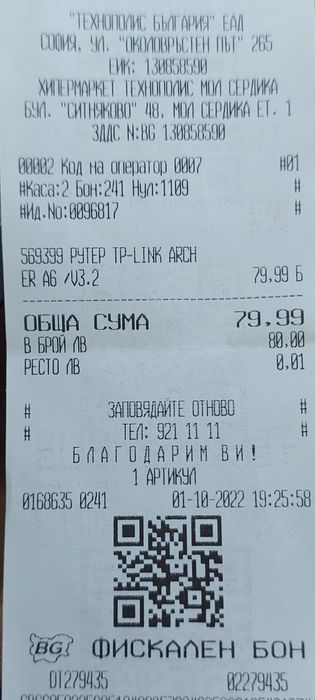 "ТЕХНОПОЛИС БЪЛГАРИЯ" ЕАД
СОФИЯ, УЛ. "ОКОЛОВРЪСТЕН ПЪТ" 265
ЕИК: 130858590
ХИПЕРМАРКЕТ ТЕХНОПОЛИС МОЛ СЕРДИКА
БУЛ. "СИТНЯКОВО" 48, МОЛ СЕРДИКА ЕТ. 1
ЗДДС N:BG 130858590
00002 Код на оператор 0007 #01
#Каса:2 Бон:241 Нул:1109 #
#Ид.No:0096817 #
569399 РУТЕР TP-LINK ARCH
ER A6 /V3.2 79,99 Б
ОБЩА СУМА 79.99
В БРОЙ ЛВ 80.00
РЕСТО ЛВ 0,01
# ЗАПОВЯДАЙТЕ ОТНОВО #
# ТЕЛ: 921 11 11 #
БЛАГОДАРИМ ВИ!
1 АРТИКУЛ
0168635 0241 01-10-2022 19:25:58
BG ФИСКАЛЕН БОН
DT279435 02279435